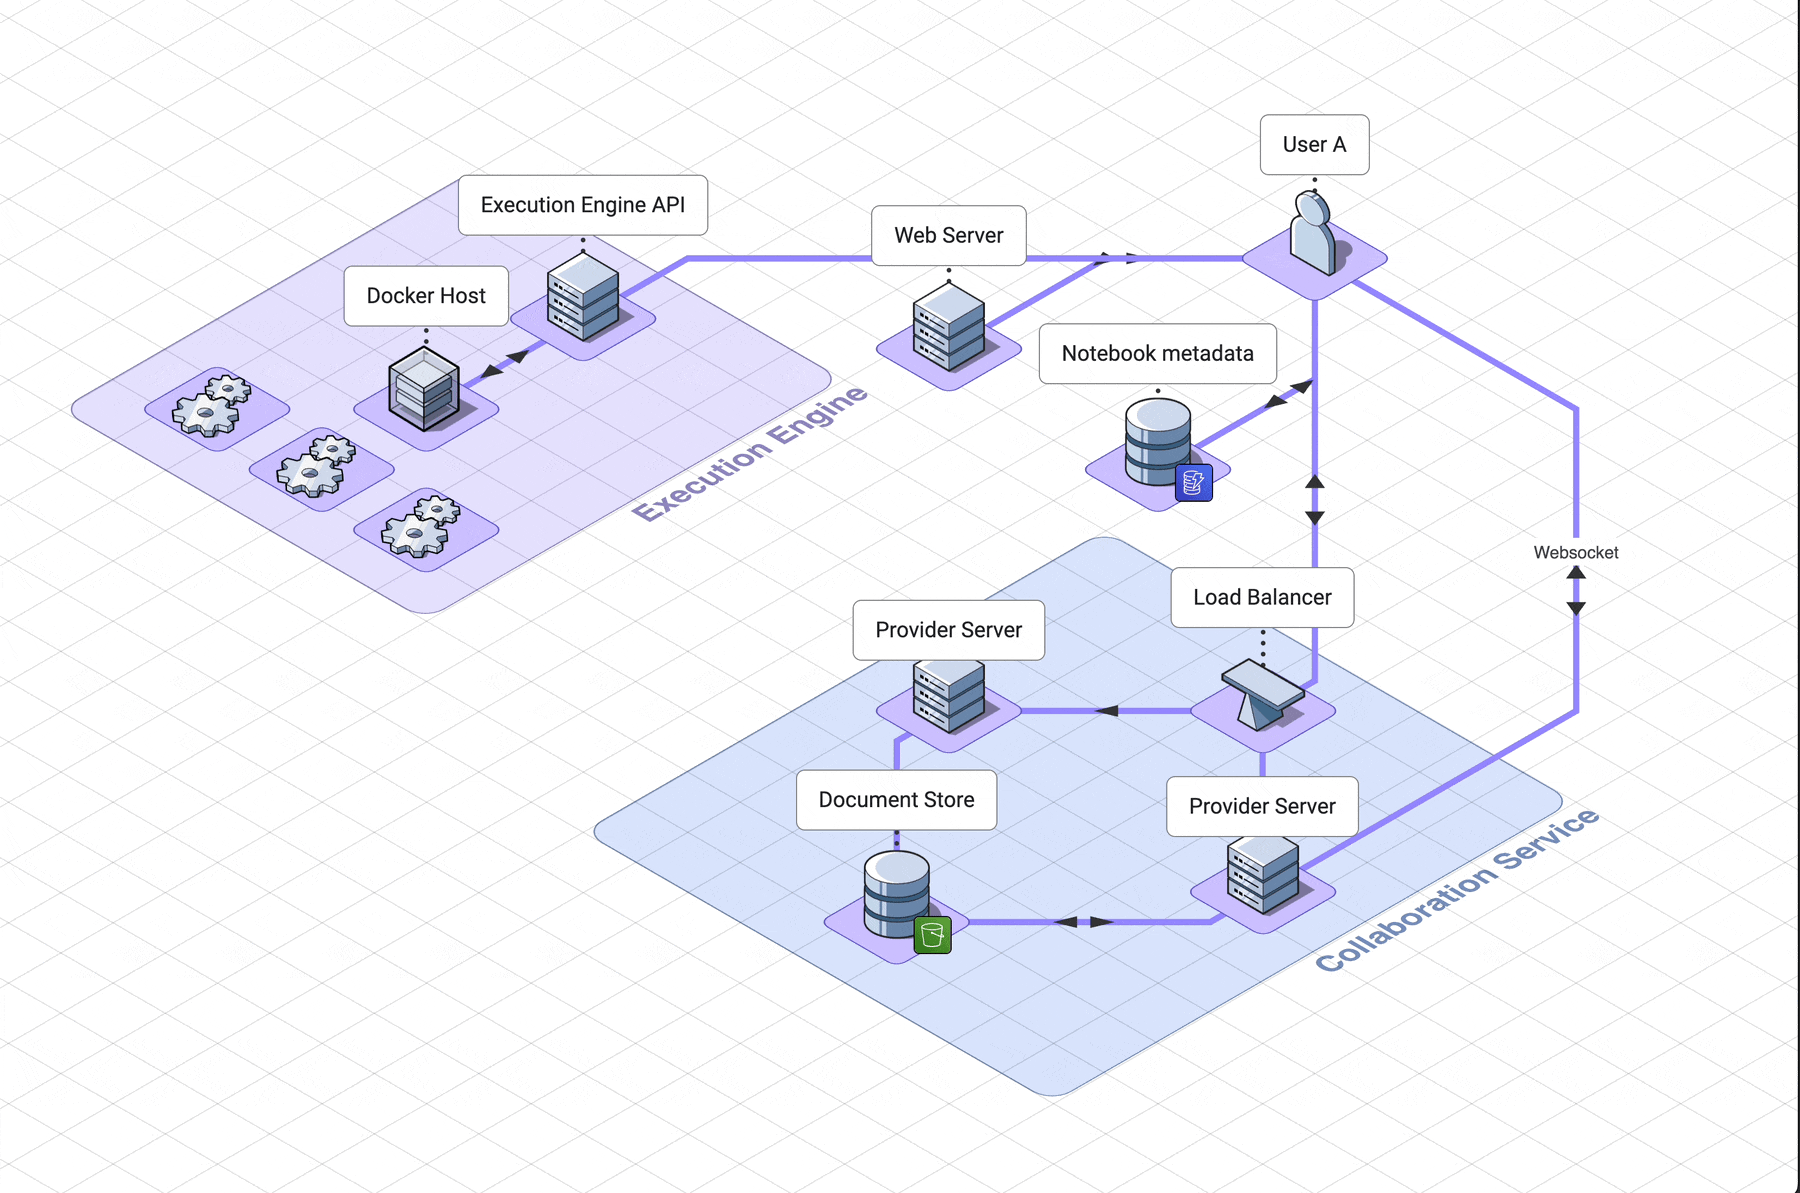 User A
Execution Engine API
Web Server
Docker Host
Notebook metadata
Execution Engine
Websocket
Load Balancer
Provider Server
Document Store
Provider Server
Collaboration Service